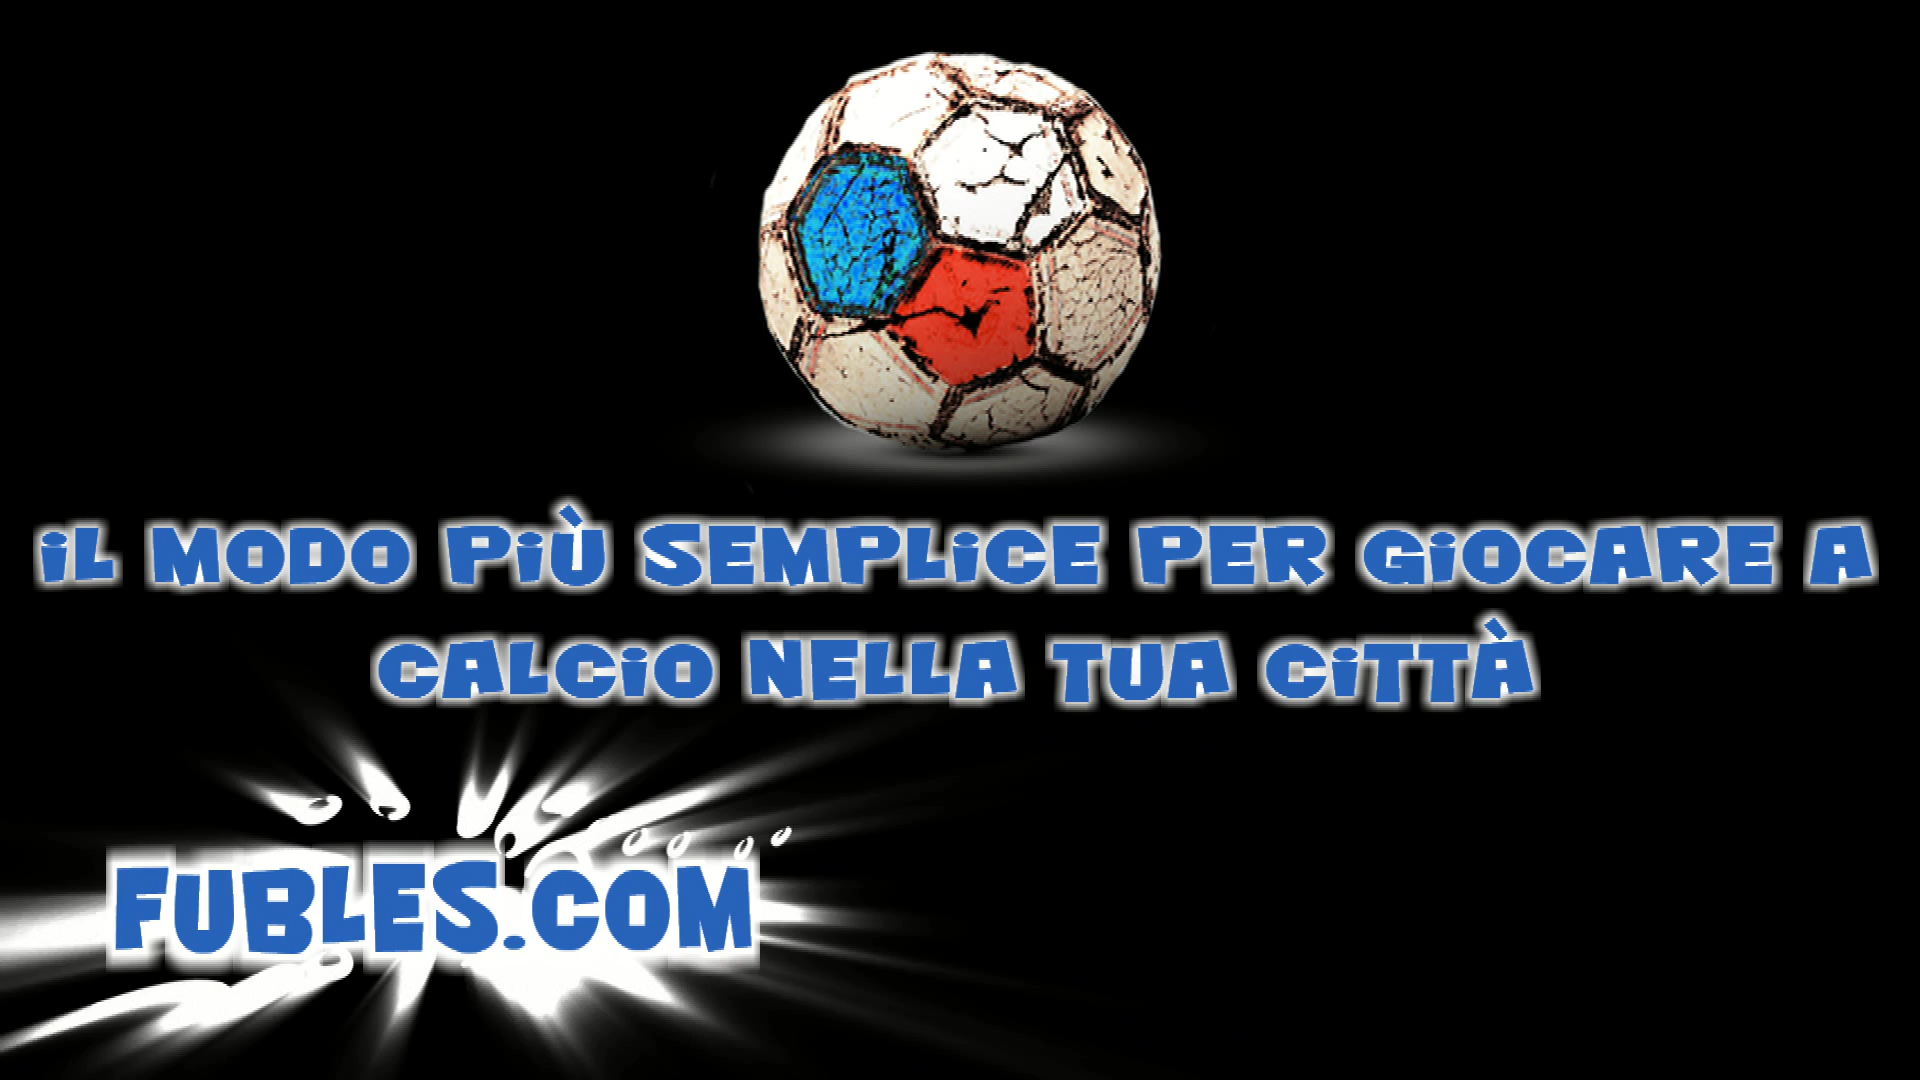 iL MODO PiÙ SEMPLiCE PER GiOCARE A
CALCiO NELLA TUA CiTTÀ
FUBLES.COM